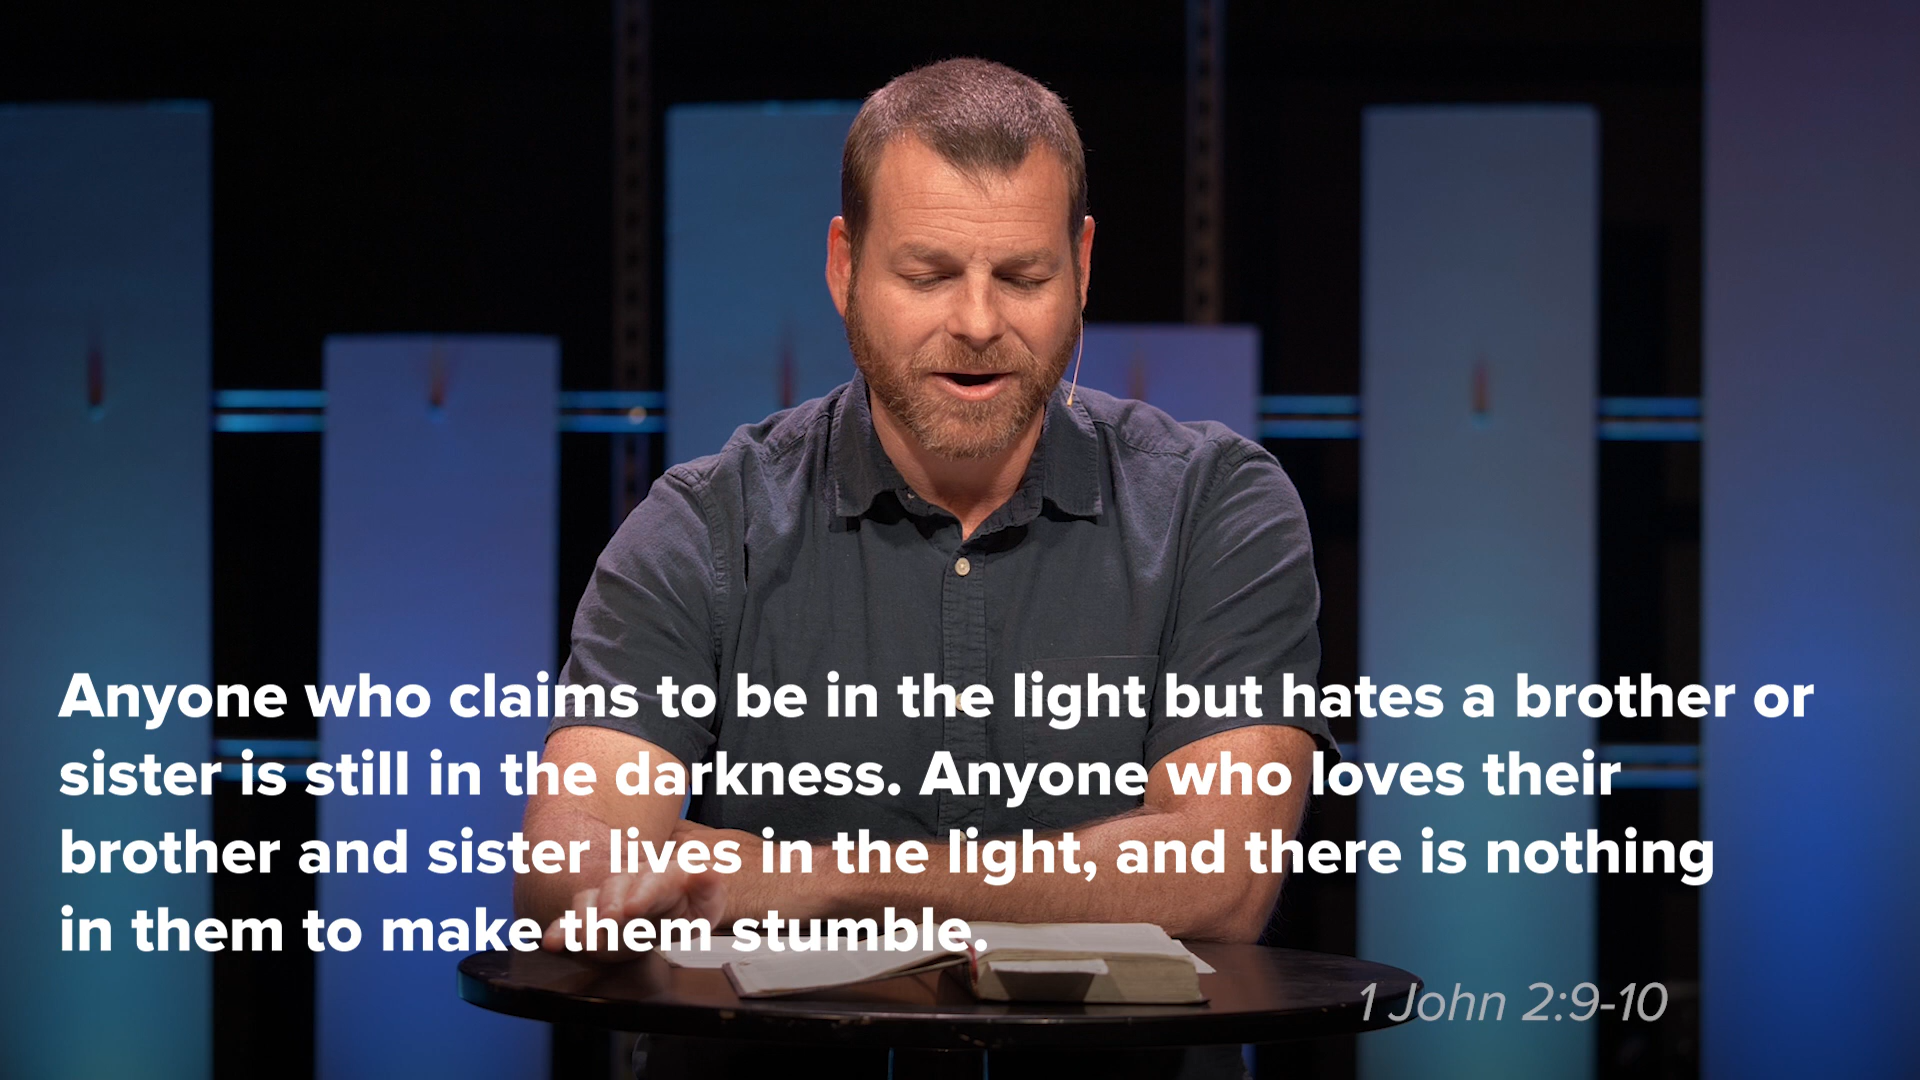 Anyone who claims to be in the light but hates a brother or
sister is still in the darkness. Anyone who loves their
brother and sister lives in the light, and there is nothing
in them to make them stumble.
1 John 2:9-10